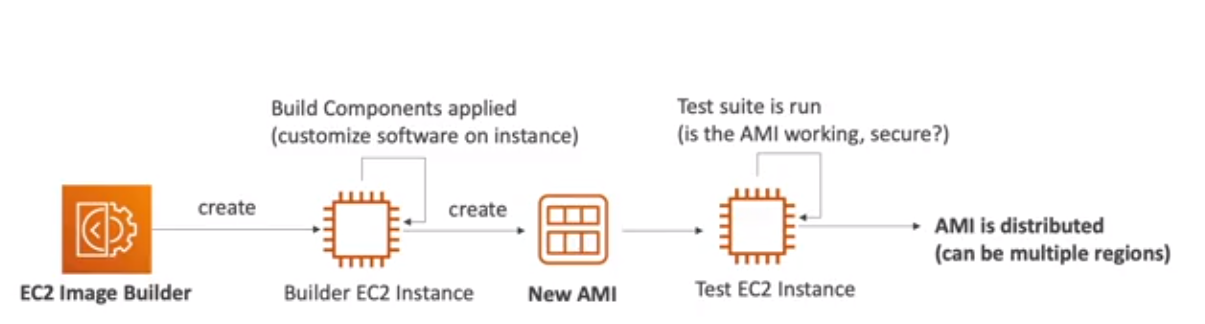 Build Components applied
(customize software on instance)
Test suite is run
(is the AMI working, secure?)
create
create
AMI is distributed
(can be multiple regions)
EC2 Image Builder
Builder EC2 Instance
New AMI
Test EC2 Instance